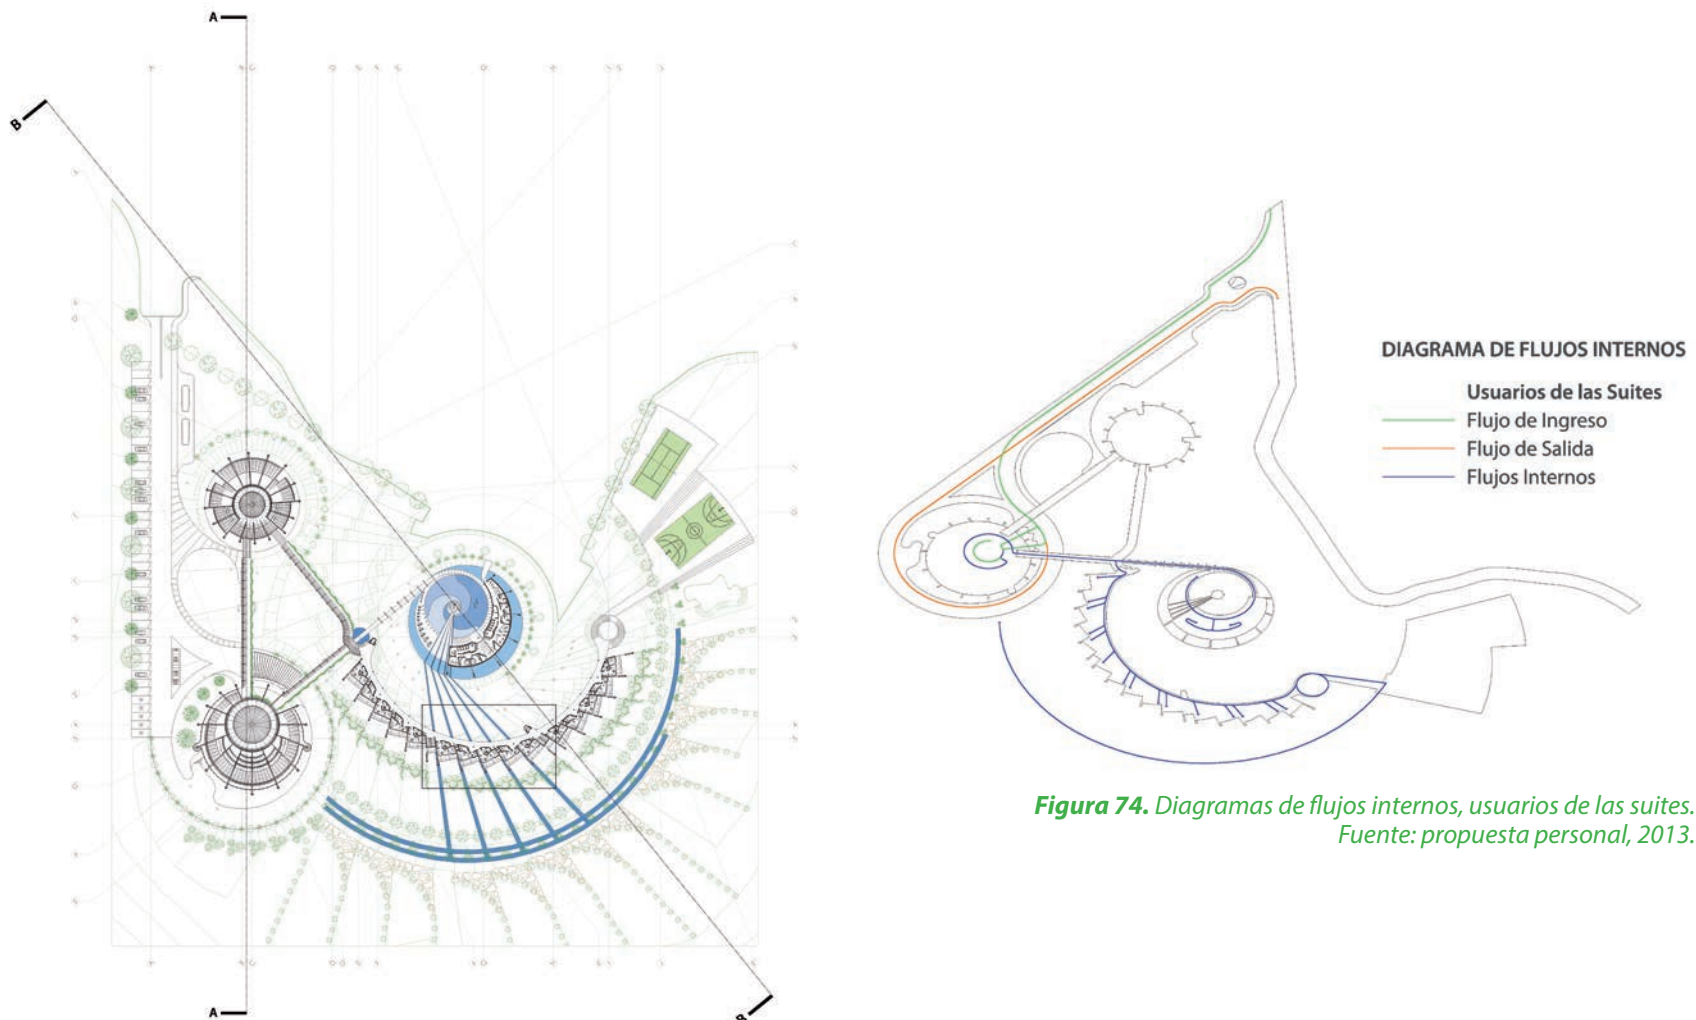 A
B
DIAGRAMA DE FLUJOS INTERNOS
Usuarios de las Suites
Flujo de Ingreso
Flujo de Salida
Flujos Internos
Figura 74. Diagramas de flujos internos, usuarios de las suites.
Fuente: propuesta personal, 2013.
A
B